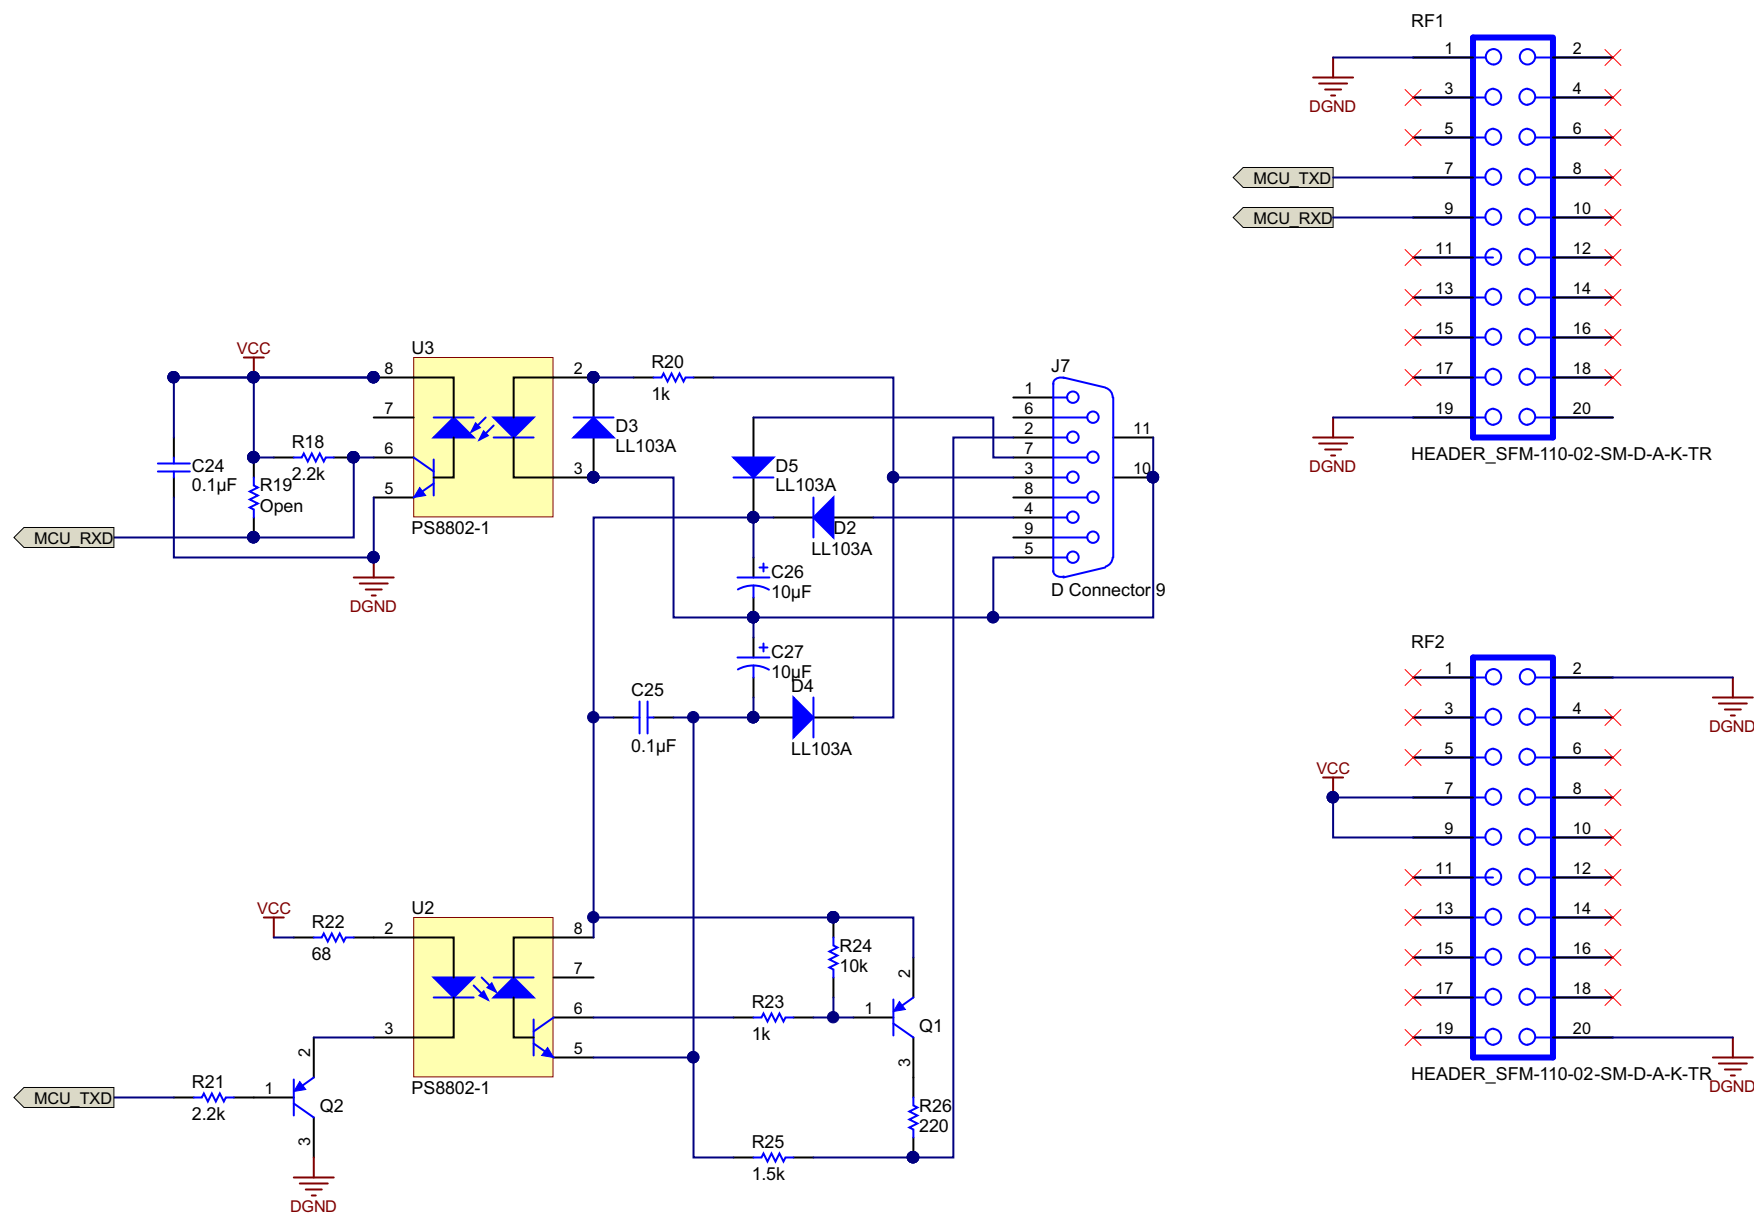 RF1
1 2
DGND
3 4
5 6
MCU_TXD 7 8
MCU_RXD 9 10
11 12
13 14
15 16
17 18
19 20
DGND
HEADER_SFM-110-02-SM-D-A-K-TR
VCC
U3
8
7
6
5
2
3
PS8802-1
R18
2.2k
R19
Open
C24
0.1µF
MCU_RXD
DGND
R20
1k
D3
LL103A
D5
LL103A
D2
LL103A
C26
+
10µF
C27
+
10µF
D4
LL103A
C25
0.1µF
J7
1
6
2
7
3
8
4
9
5
11
10
D Connector 9
RF2
1 2
DGND
3 4
5 6
VCC
7 8
9 10
11 12
13 14
15 16
17 18
19 20
DGND
HEADER_SFM-110-02-SM-D-A-K-TR
VCC
R22
68
U2
2
3
8
7
6
5
PS8802-1
R24
10k
R23
1k
1
2
3
Q1
R26
220
R25
1.5k
MCU_TXD
R21
2.2k
1
2
3
Q2
DGND